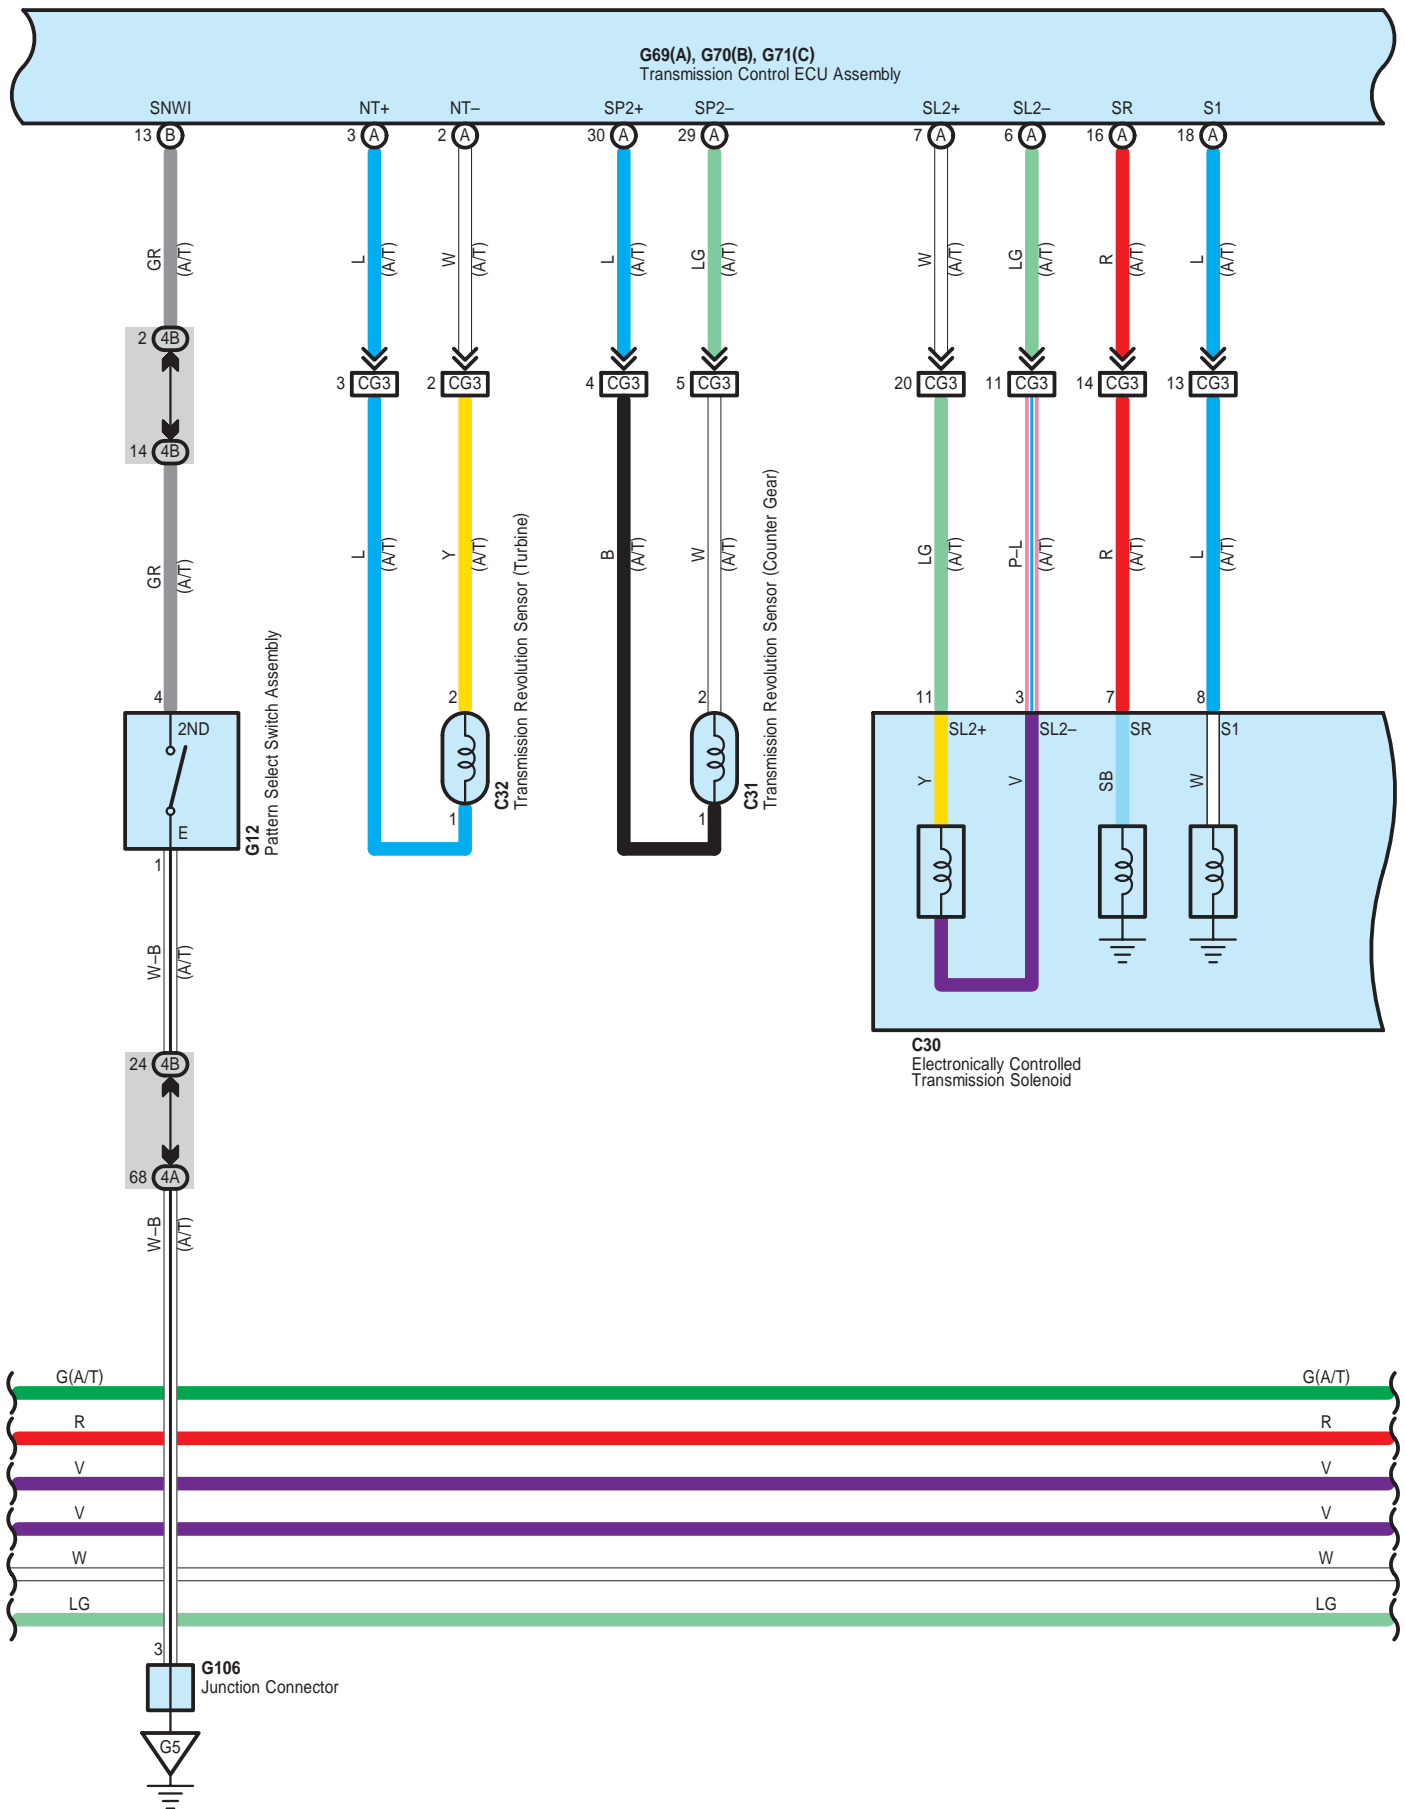 G69(A), G70(B), G71(C)
Transmission Control ECU Assembly
SNWI NT+ NT– SP2+ SP2– SL2+ SL2– SR S1
13 B 3 A 2 A 30 A 29 A 7 A 6 A 16 A 18 A
GR (A/T) L (A/T) W (A/T) L (A/T) LG (A/T) W (A/T) LG (A/T) R (A/T) L (A/T)
2 4B
3 CG3 2 CG3 4 CG3 5 CG3 20 CG3 11 CG3 14 CG3 13 CG3
14 4B
GR (A/T) L (A/T) Y (A/T) B (A/T) W (A/T) LG (A/T) P–L (A/T) R (A/T) L (A/T)
4 2 2 11 3 7 8
2ND
E
G12
Pattern Select Switch Assembly
C32
Transmission Revolution Sensor (Turbine)
C31
Transmission Revolution Sensor (Counter Gear)
SL2+ SL2– SR S1
Y V SB W
1 1 1
W–B (A/T)
C30
Electronically Controlled
Transmission Solenoid
24 4B
68 4A
W–B (A/T)
G(A/T) G(A/T)
R R
V V
V V
W W
LG LG
3
G106
Junction Connector
G5